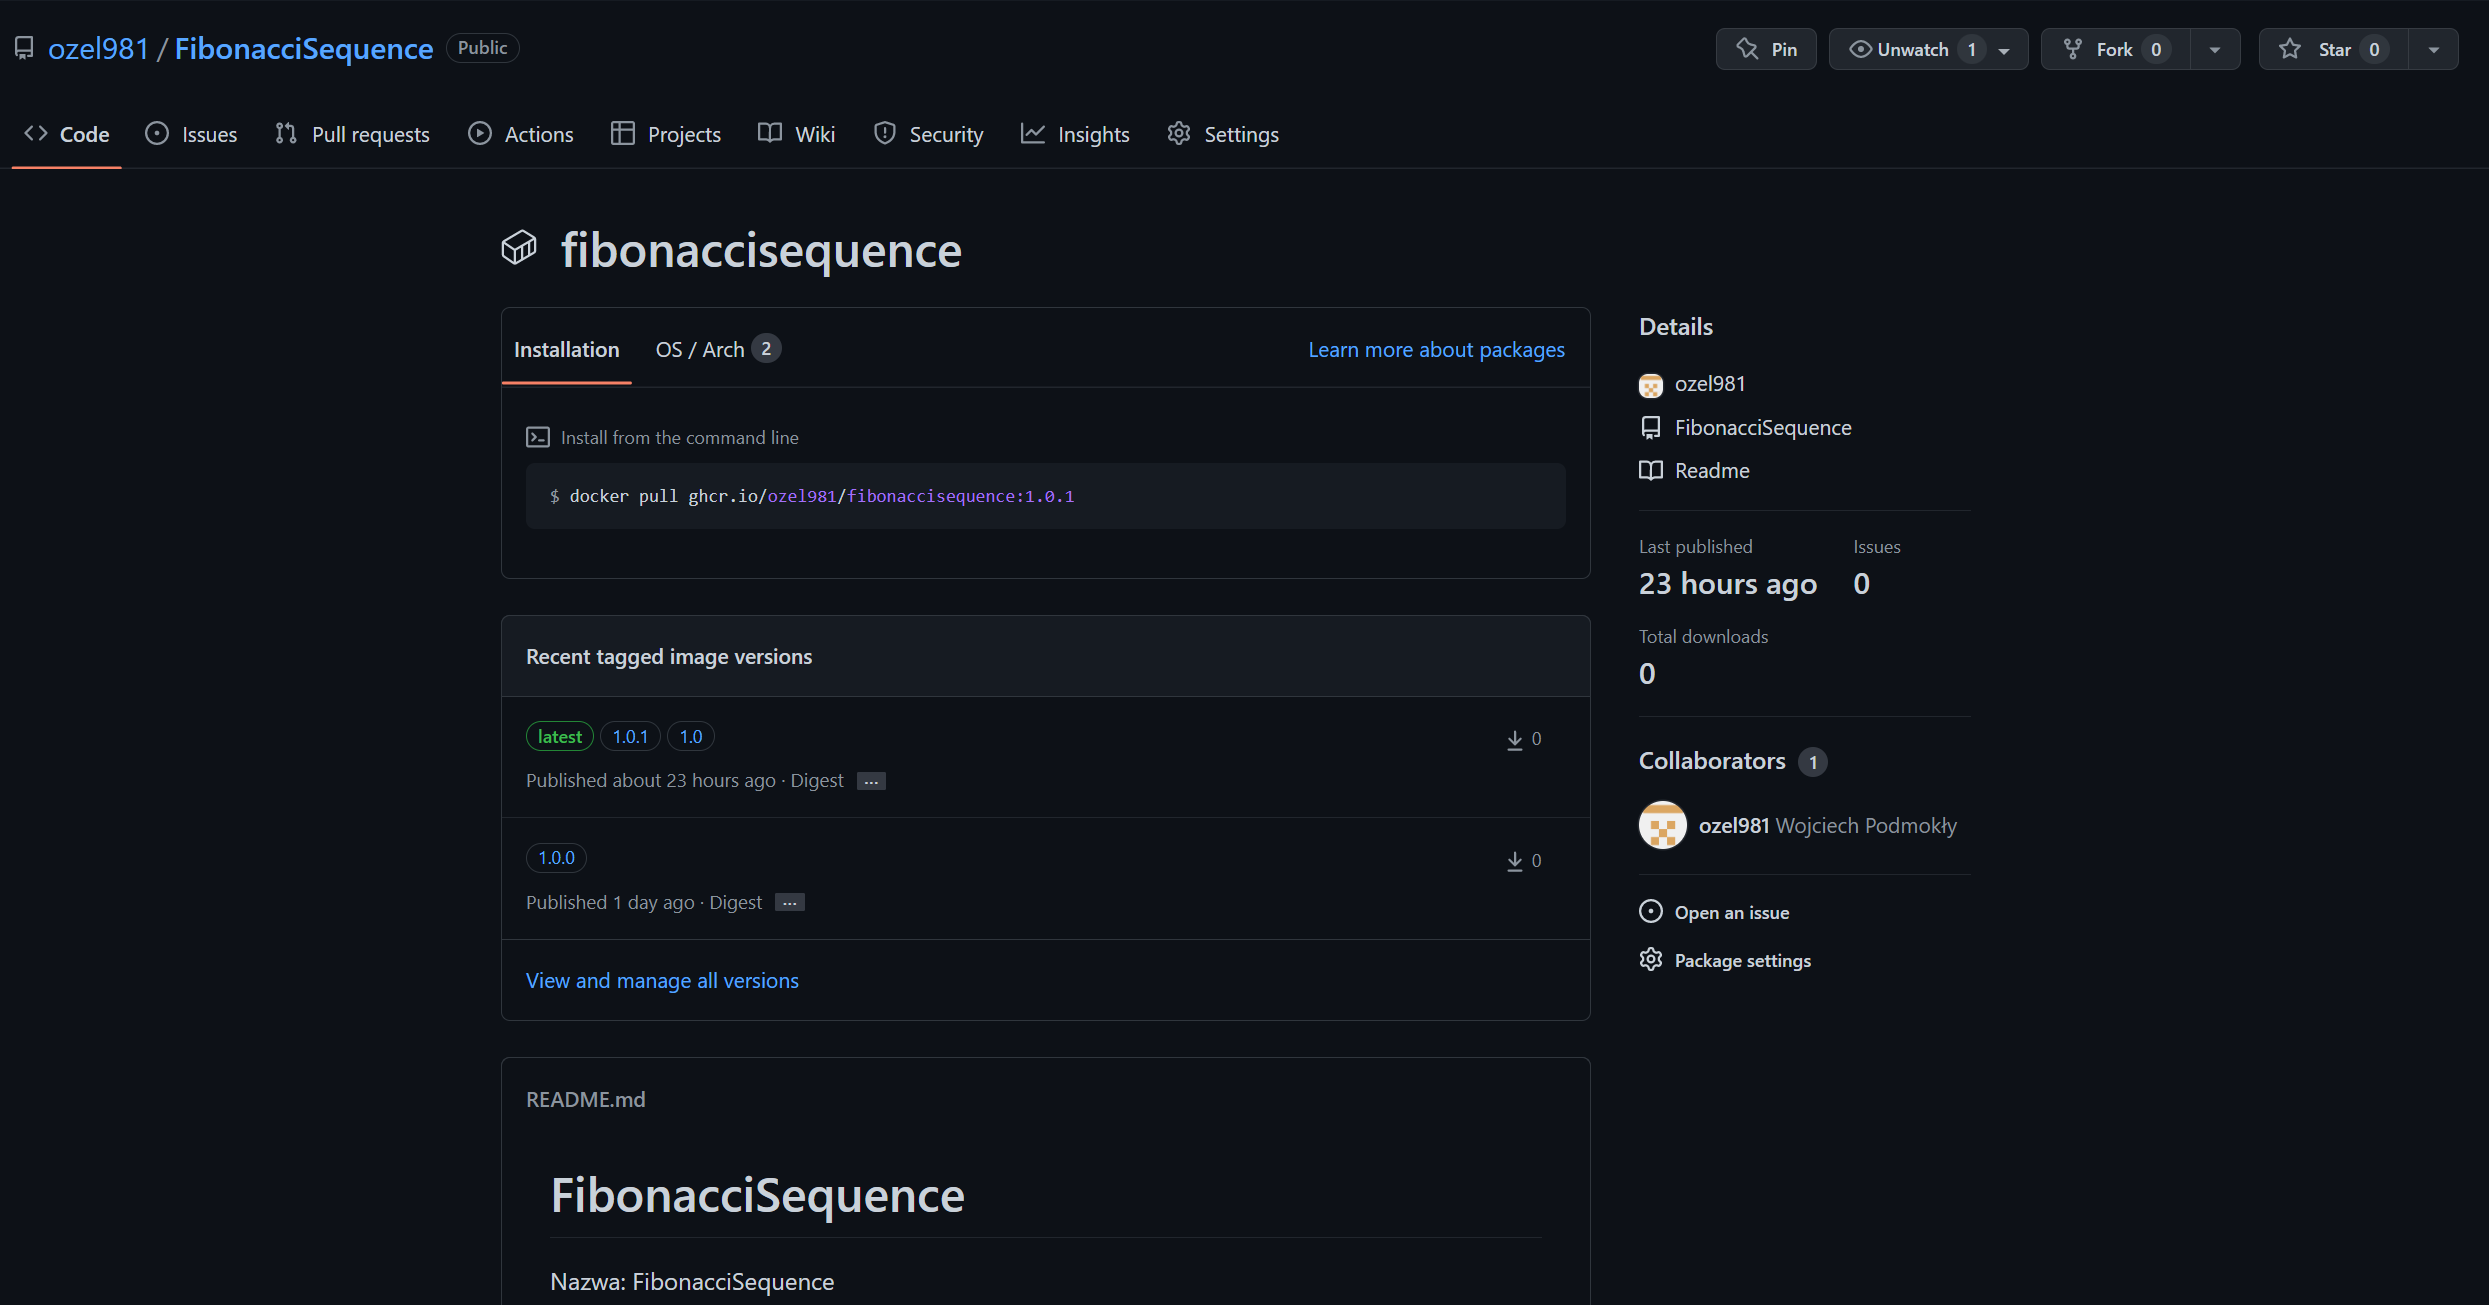 ozel981 / FibonacciSequence Public
Pin
Unwatch 1
Fork 0
Star 0
Code Issues Pull requests Actions Projects Wiki Security Insights Settings
fibonaccisequence
Installation OS / Arch 2 Learn more about packages
Install from the command line
$ docker pull ghcr.io/ozel981/fibonaccisequence:1.0.1
Recent tagged image versions
latest 1.0.1 1.0 0
Published about 23 hours ago · Digest ...
1.0.0 0
Published 1 day ago · Digest ...
View and manage all versions
README.md
FibonacciSequence
Nazwa: FibonacciSequence
Details
ozel981
FibonacciSequence
Readme
Last published Issues
23 hours ago 0
Total downloads
0
Collaborators 1
ozel981 Wojciech Podmokły
Open an issue
Package settings